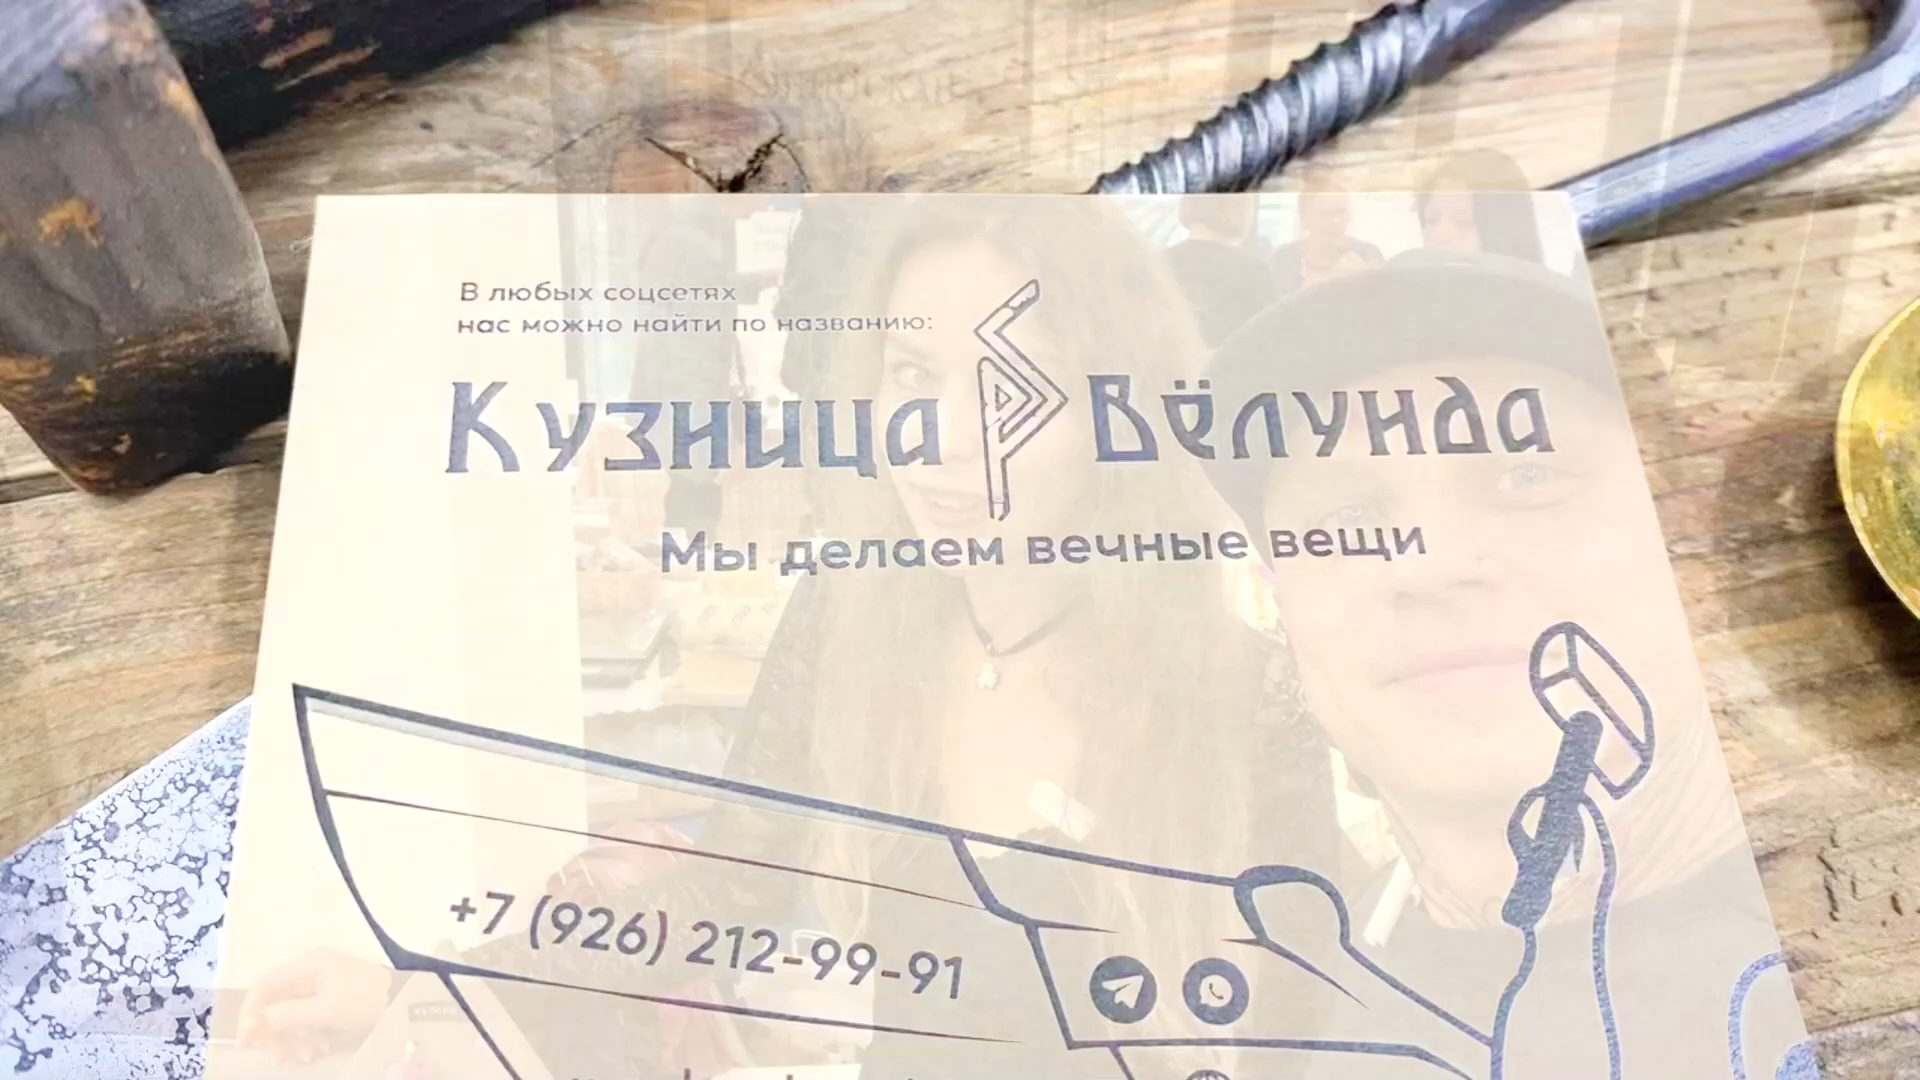 В любых соцсетях
нас можно найти по названию:
Кузница Вёлунда
Мы делаем вечные вещи
+7 (926) 212-99-91